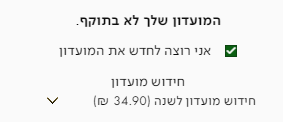 המועדון שלך לא בתוקף.
אני רוצה לחדש את המועדון
חידוש מועדון
חידוש מועדון לשנה (34.90 ₪)